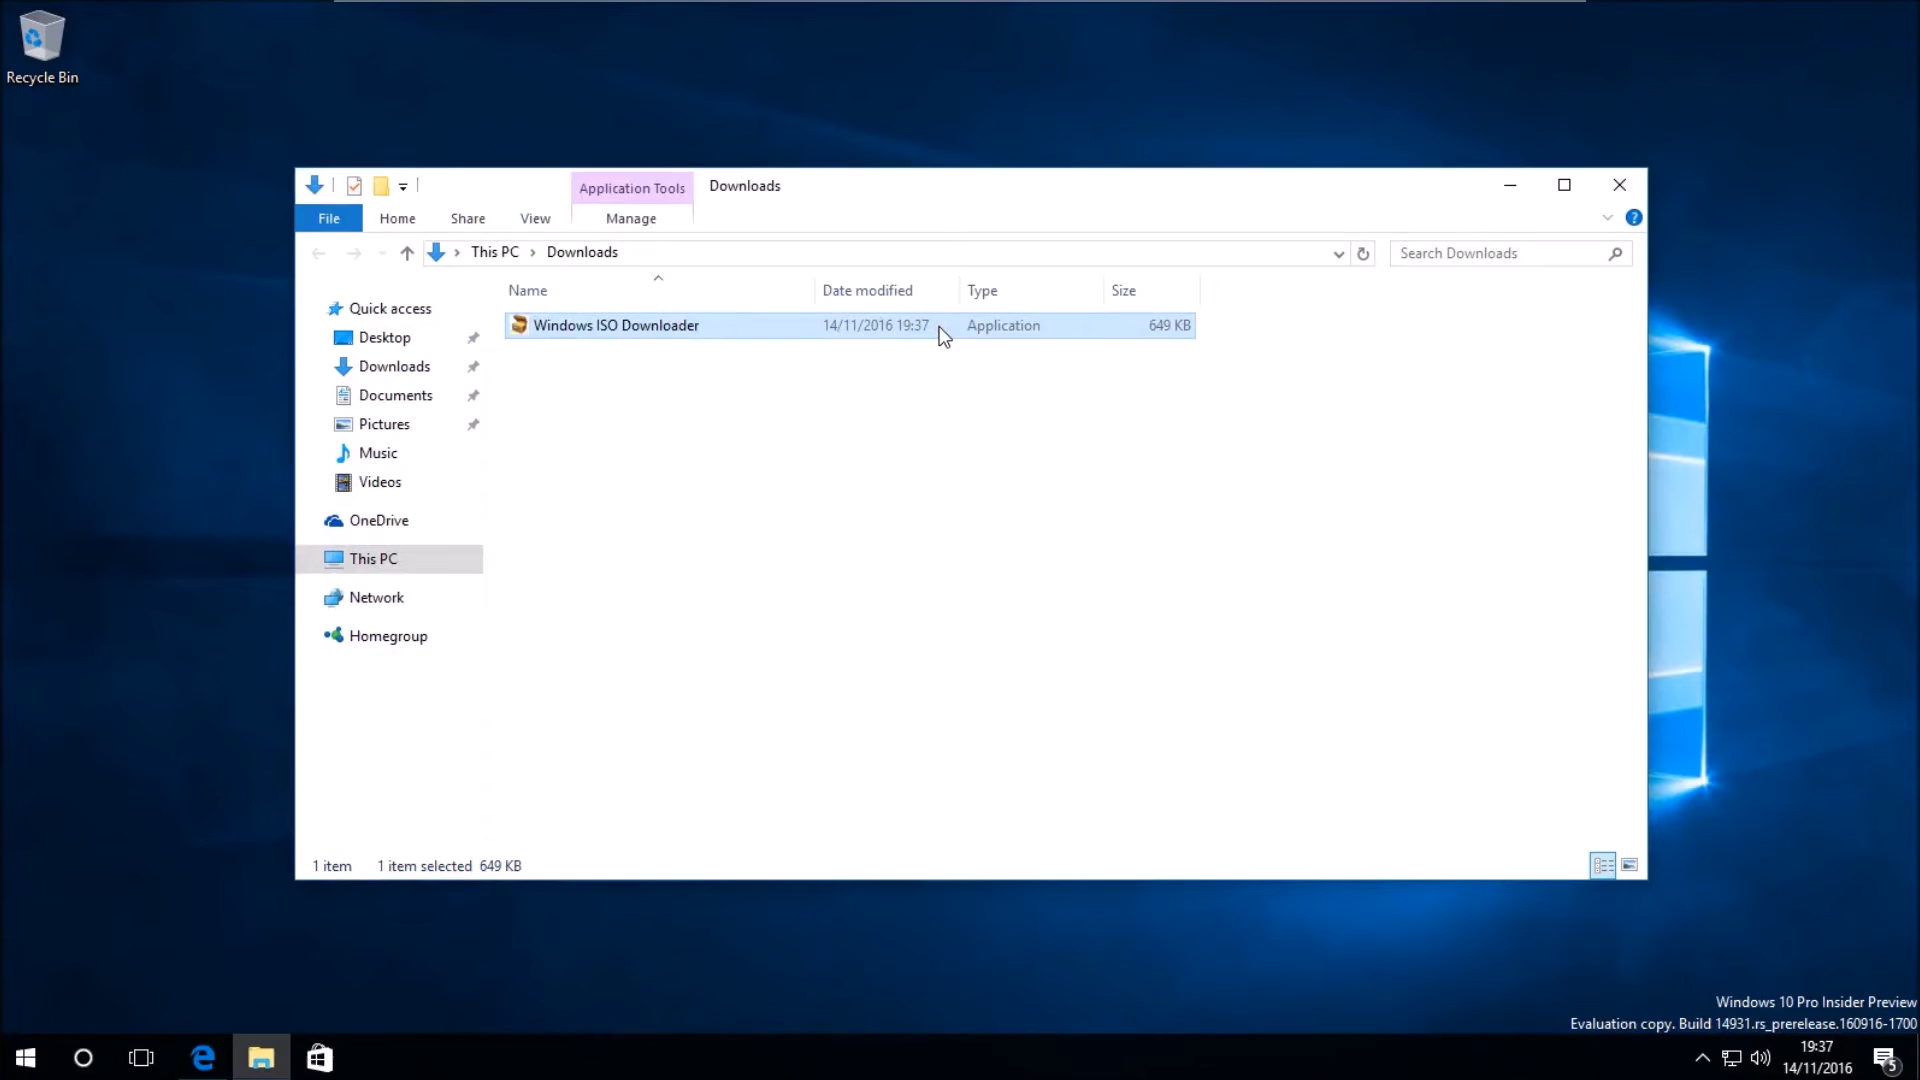 Recycle Bin
Application Tools Downloads
File Home Share View Manage
This PC Downloads Search Downloads
Name Date modified Type Size
Windows ISO Downloader 14/11/2016 19:37 Application 649 KB
Quick access
Desktop
Downloads
Documents
Pictures
Music
Videos
OneDrive
This PC
Network
Homegroup
1 item 1 item selected 649 KB
Windows 10 Pro Insider Preview
Evaluation copy. Build 14931.rs_prerelease.160916-1700
19:37
14/11/2016
5